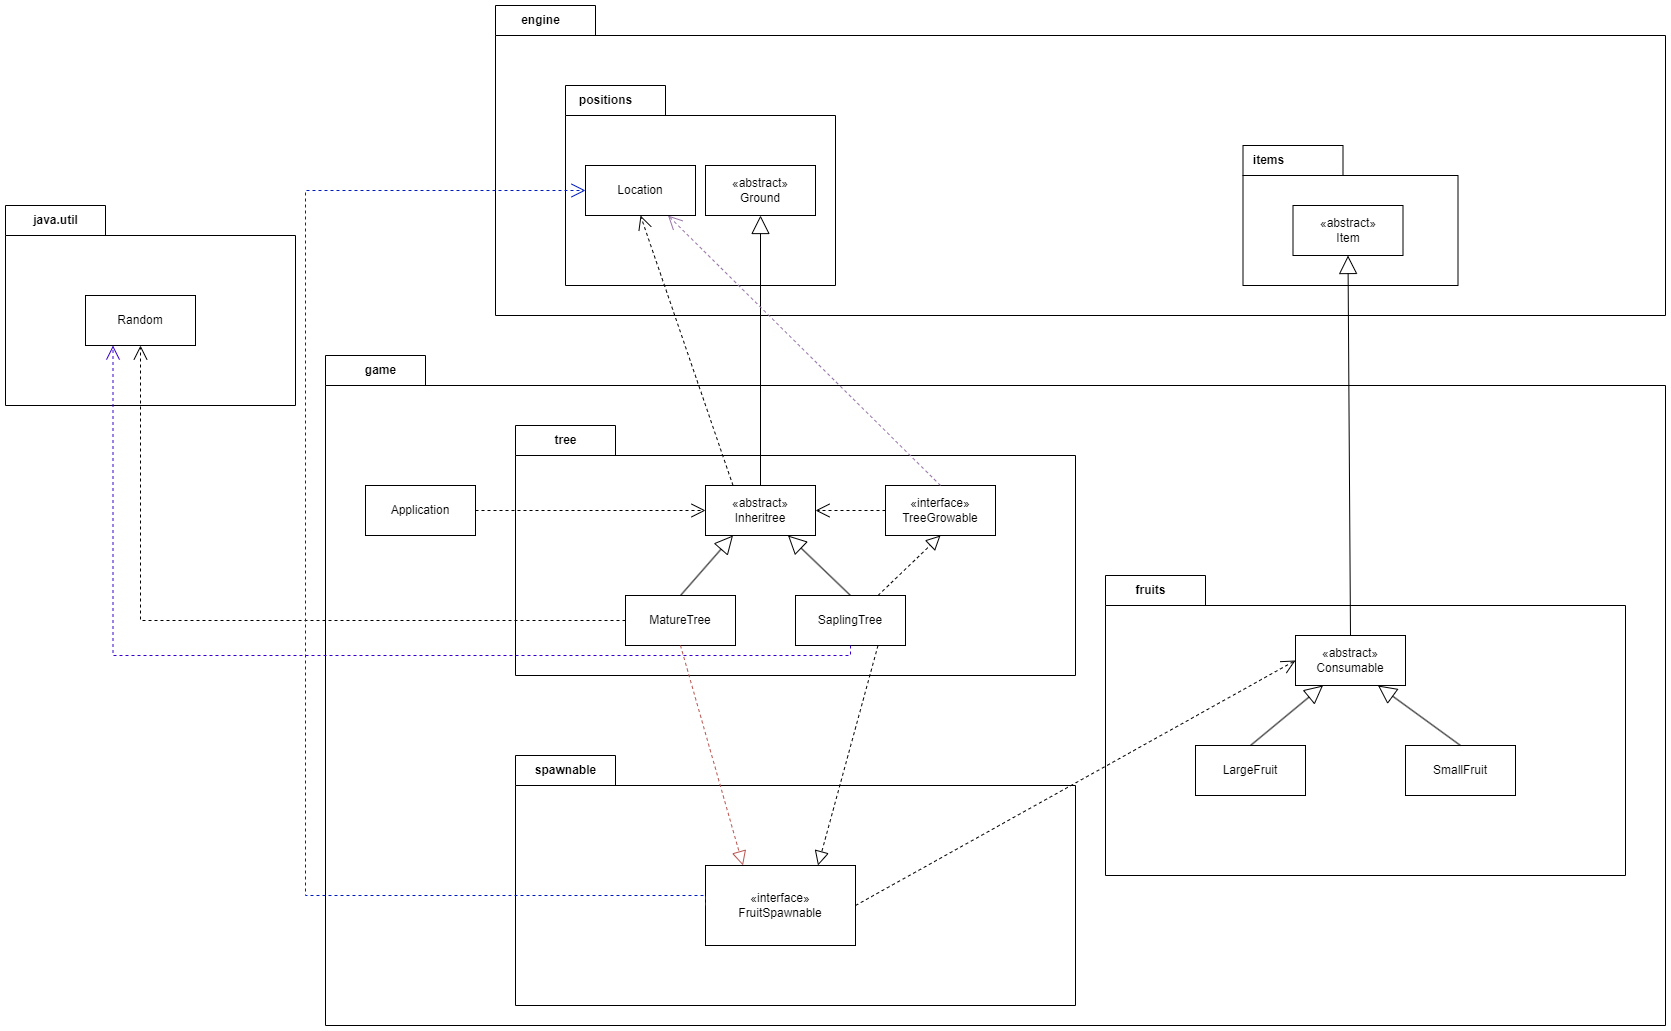 engine
positions
Location
«abstract»
Ground
items
«abstract»
Item
java.util
Random
game
tree
Application
«abstract»
Inheritree
«interface»
TreeGrowable
MatureTree
SaplingTree
fruits
«abstract»
Consumable
LargeFruit
SmallFruit
spawnable
«interface»
FruitSpawnable